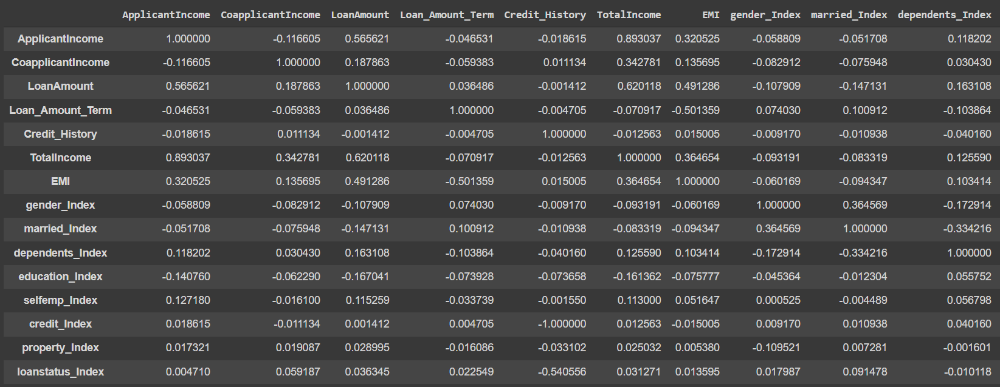 ApplicantIncome CoapplicantIncome LoanAmount Loan_Amount_Term Credit_History TotalIncome EMI gender_Index married_Index dependents_Index
ApplicantIncome 1.000000 -0.116605 0.565621 -0.046531 -0.018615 0.893037 0.320525 -0.058809 -0.051708 0.118202
CoapplicantIncome -0.116605 1.000000 0.187863 -0.059383 0.011134 0.342781 0.135695 -0.082912 -0.075948 0.030430
LoanAmount 0.565621 0.187863 1.000000 0.036486 -0.001412 0.620118 0.491286 -0.107909 -0.147131 0.163108
Loan_Amount_Term -0.046531 -0.059383 0.036486 1.000000 -0.004705 -0.070917 -0.501359 0.074030 0.100912 -0.103864
Credit_History -0.018615 0.011134 -0.001412 -0.004705 1.000000 -0.012563 0.015005 -0.009170 -0.010938 -0.040160
TotalIncome 0.893037 0.342781 0.620118 -0.070917 -0.012563 1.000000 0.364654 -0.093191 -0.083319 0.125590
EMI 0.320525 0.135695 0.491286 -0.501359 0.015005 0.364654 1.000000 -0.060169 -0.094347 0.103414
gender_Index -0.058809 -0.082912 -0.107909 0.074030 -0.009170 -0.093191 -0.060169 1.000000 0.364569 -0.172914
married_Index -0.051708 -0.075948 -0.147131 0.100912 -0.010938 -0.083319 -0.094347 0.364569 1.000000 -0.334216
dependents_Index 0.118202 0.030430 0.163108 -0.103864 -0.040160 0.125590 0.103414 -0.172914 -0.334216 1.000000
education_Index -0.140760 -0.062290 -0.167041 -0.073928 -0.073658 -0.161362 -0.075777 -0.045364 -0.012304 0.055752
selfemp_Index 0.127180 -0.016100 0.115259 -0.033739 -0.001550 0.113000 0.051647 0.000525 -0.004489 0.056798
credit_Index 0.018615 -0.011134 0.001412 0.004705 -1.000000 0.012563 -0.015005 0.009170 0.010938 0.040160
property_Index 0.017321 0.019087 0.028995 -0.016086 -0.033102 0.025032 0.005380 -0.109521 0.007281 -0.001601
loanstatus_Index 0.004710 0.059187 0.036345 0.022549 -0.540556 0.031271 0.013595 0.017987 0.091478 -0.010118